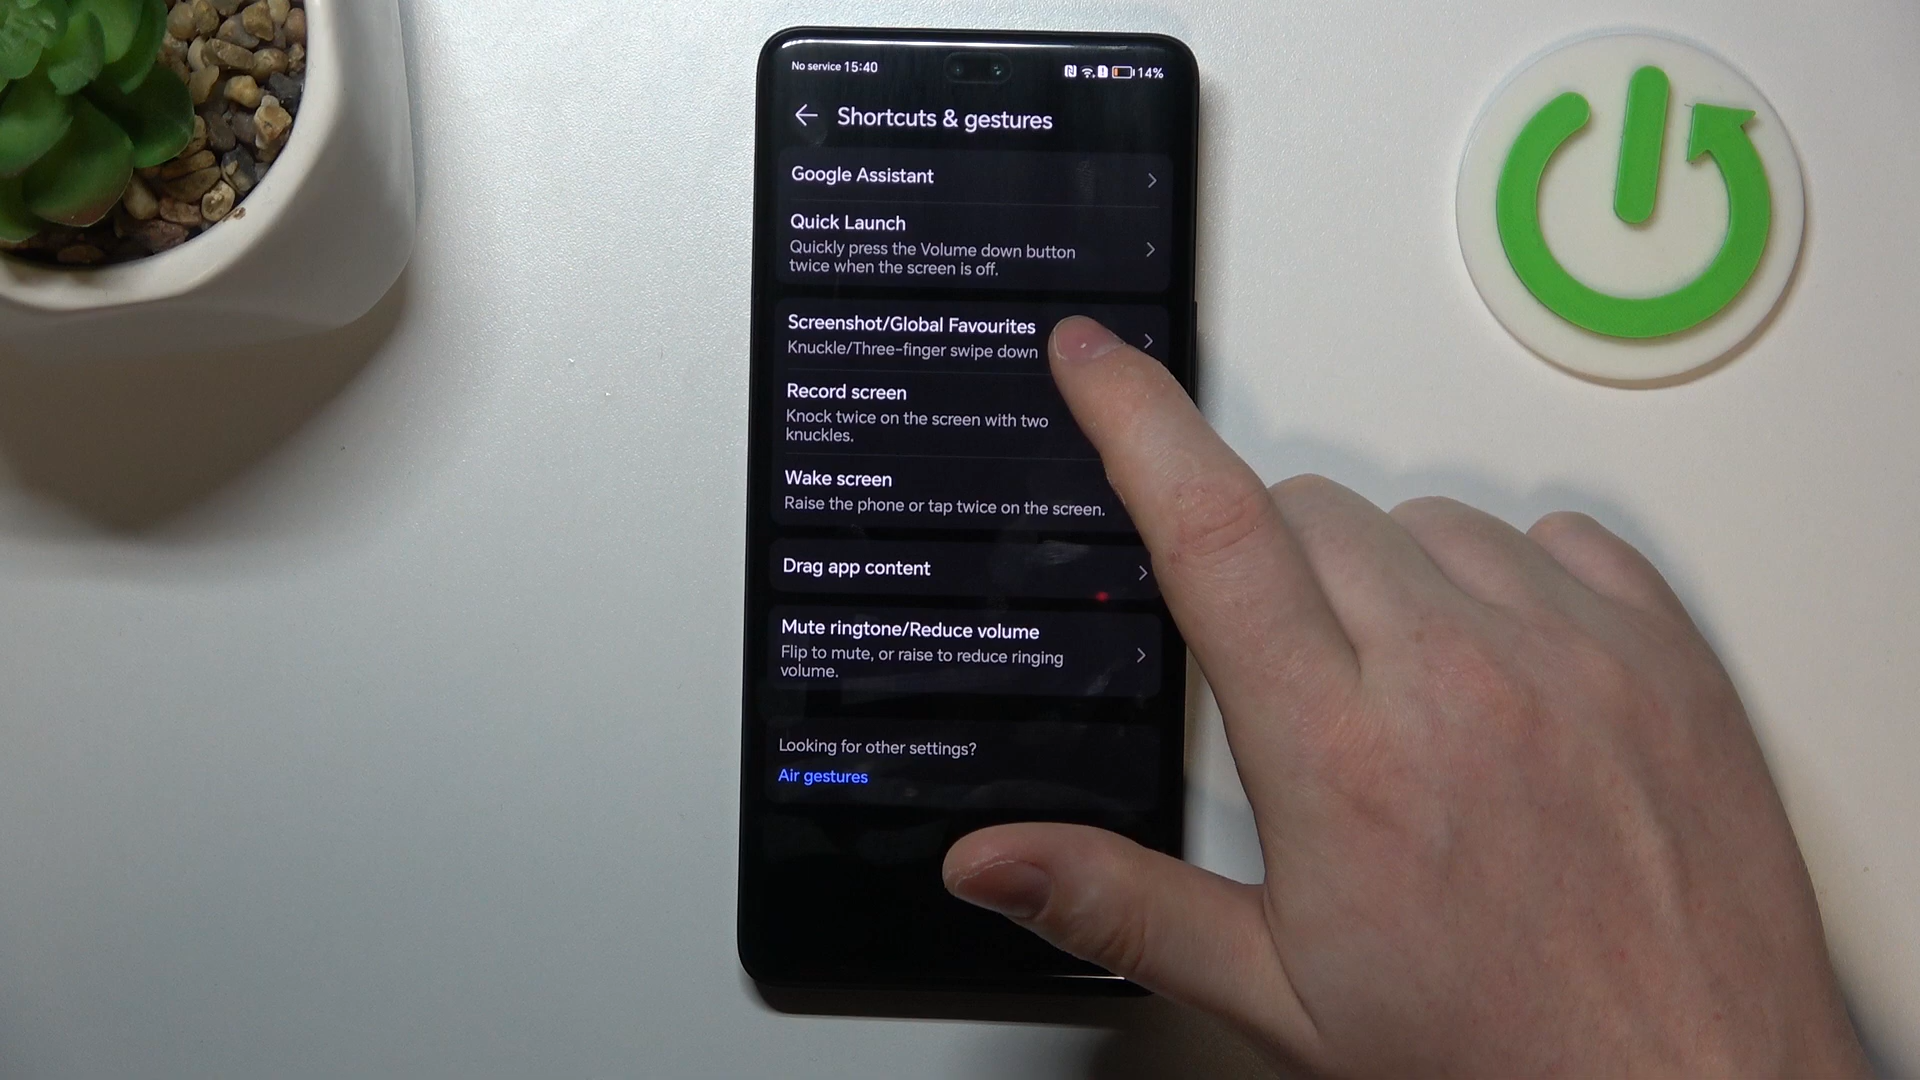 No service 15:40
14%
Shortcuts & gestures
Google Assistant
Quick Launch
Quickly press the Volume down button
twice when the screen is off.
Screenshot/Global Favourites
Knuckle/Three-finger swipe down
Record screen
Knock twice on the screen with two
knuckles.
Wake screen
Raise the phone or tap twice on the screen.
Drag app content
Mute ringtone/Reduce volume
Flip to mute, or raise to reduce ringing
volume.
Looking for other settings?
Air gestures